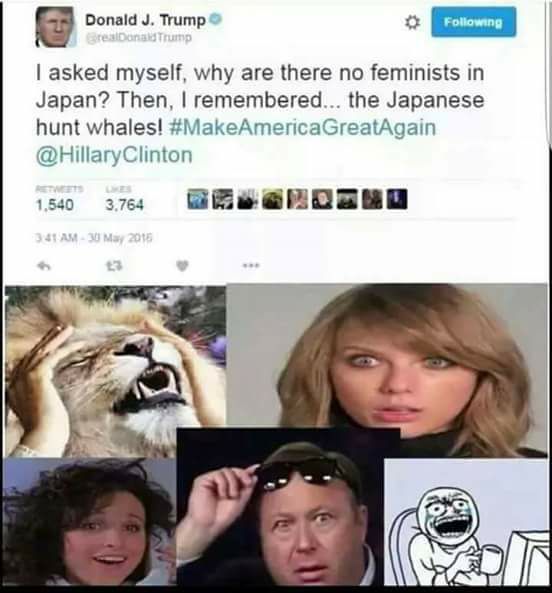 Donald J. Trump
Following
@realDonaldTrump
I asked myself, why are there no feminists in
Japan? Then, I remembered... the Japanese
hunt whales! #MakeAmericaGreatAgain
@HillaryClinton
RETWEETS LIKES
1,540 3,764
3:41 AM - 30 May 2016